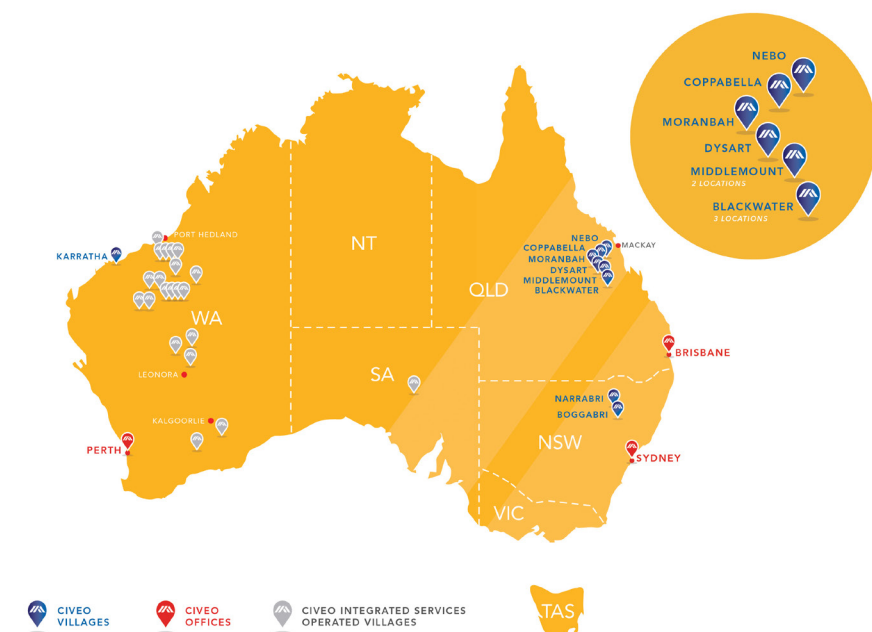 NEBO
COPPABELLA
MORANBAH
DYSART
MIDDLEMOUNT
2 LOCATIONS
BLACKWATER
3 LOCATIONS
PORT HEDLAND
KARRATHA
NT
NEBO
MACKAY
COPPABELLA
MORANBAH
DYSART
MIDDLEMOUNT
BLACKWATER
QLD
WA
BRISBANE
LEONORA
SA
NARRABRI
BOGGABRI
KALGOORLIE
NSW
PERTH
SYDNEY
VIC
CIVEO
VILLAGES
CIVEO
OFFICES
CIVEO INTEGRATED SERVICES
OPERATED VILLAGES
TAS